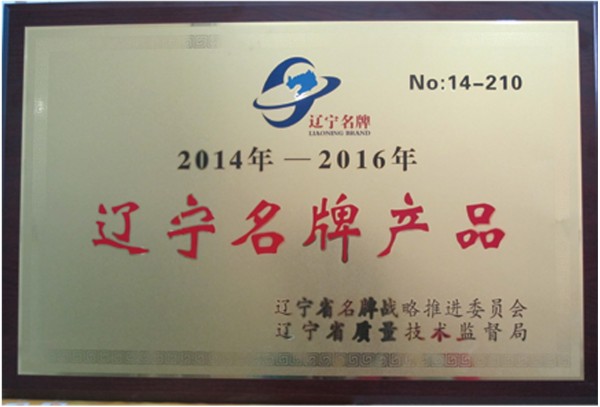 No:14-210
辽宁名牌
LIAONING BRAND
2014年—2016年
辽宁名牌产品
辽宁省名牌战略推进委员会
辽宁省质量技术监督局